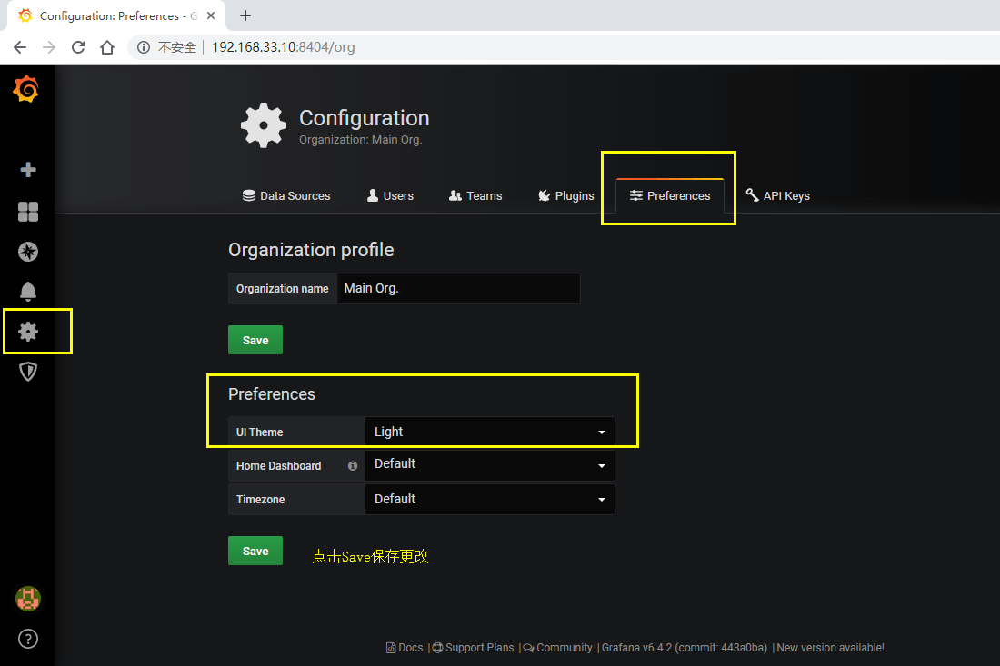 Configuration: Preferences - G
不安全 192.168.33.10:8404/org
Configuration
Organization: Main Org.
Data Sources Users Teams Plugins Preferences API Keys
Organization profile
Organization name Main Org.
Save
Preferences
UI Theme Light
Home Dashboard Default
Timezone Default
Save 点击Save保存更改
Docs | Support Plans | Community | Grafana v6.4.2 (commit: 443a0ba) | New version available!